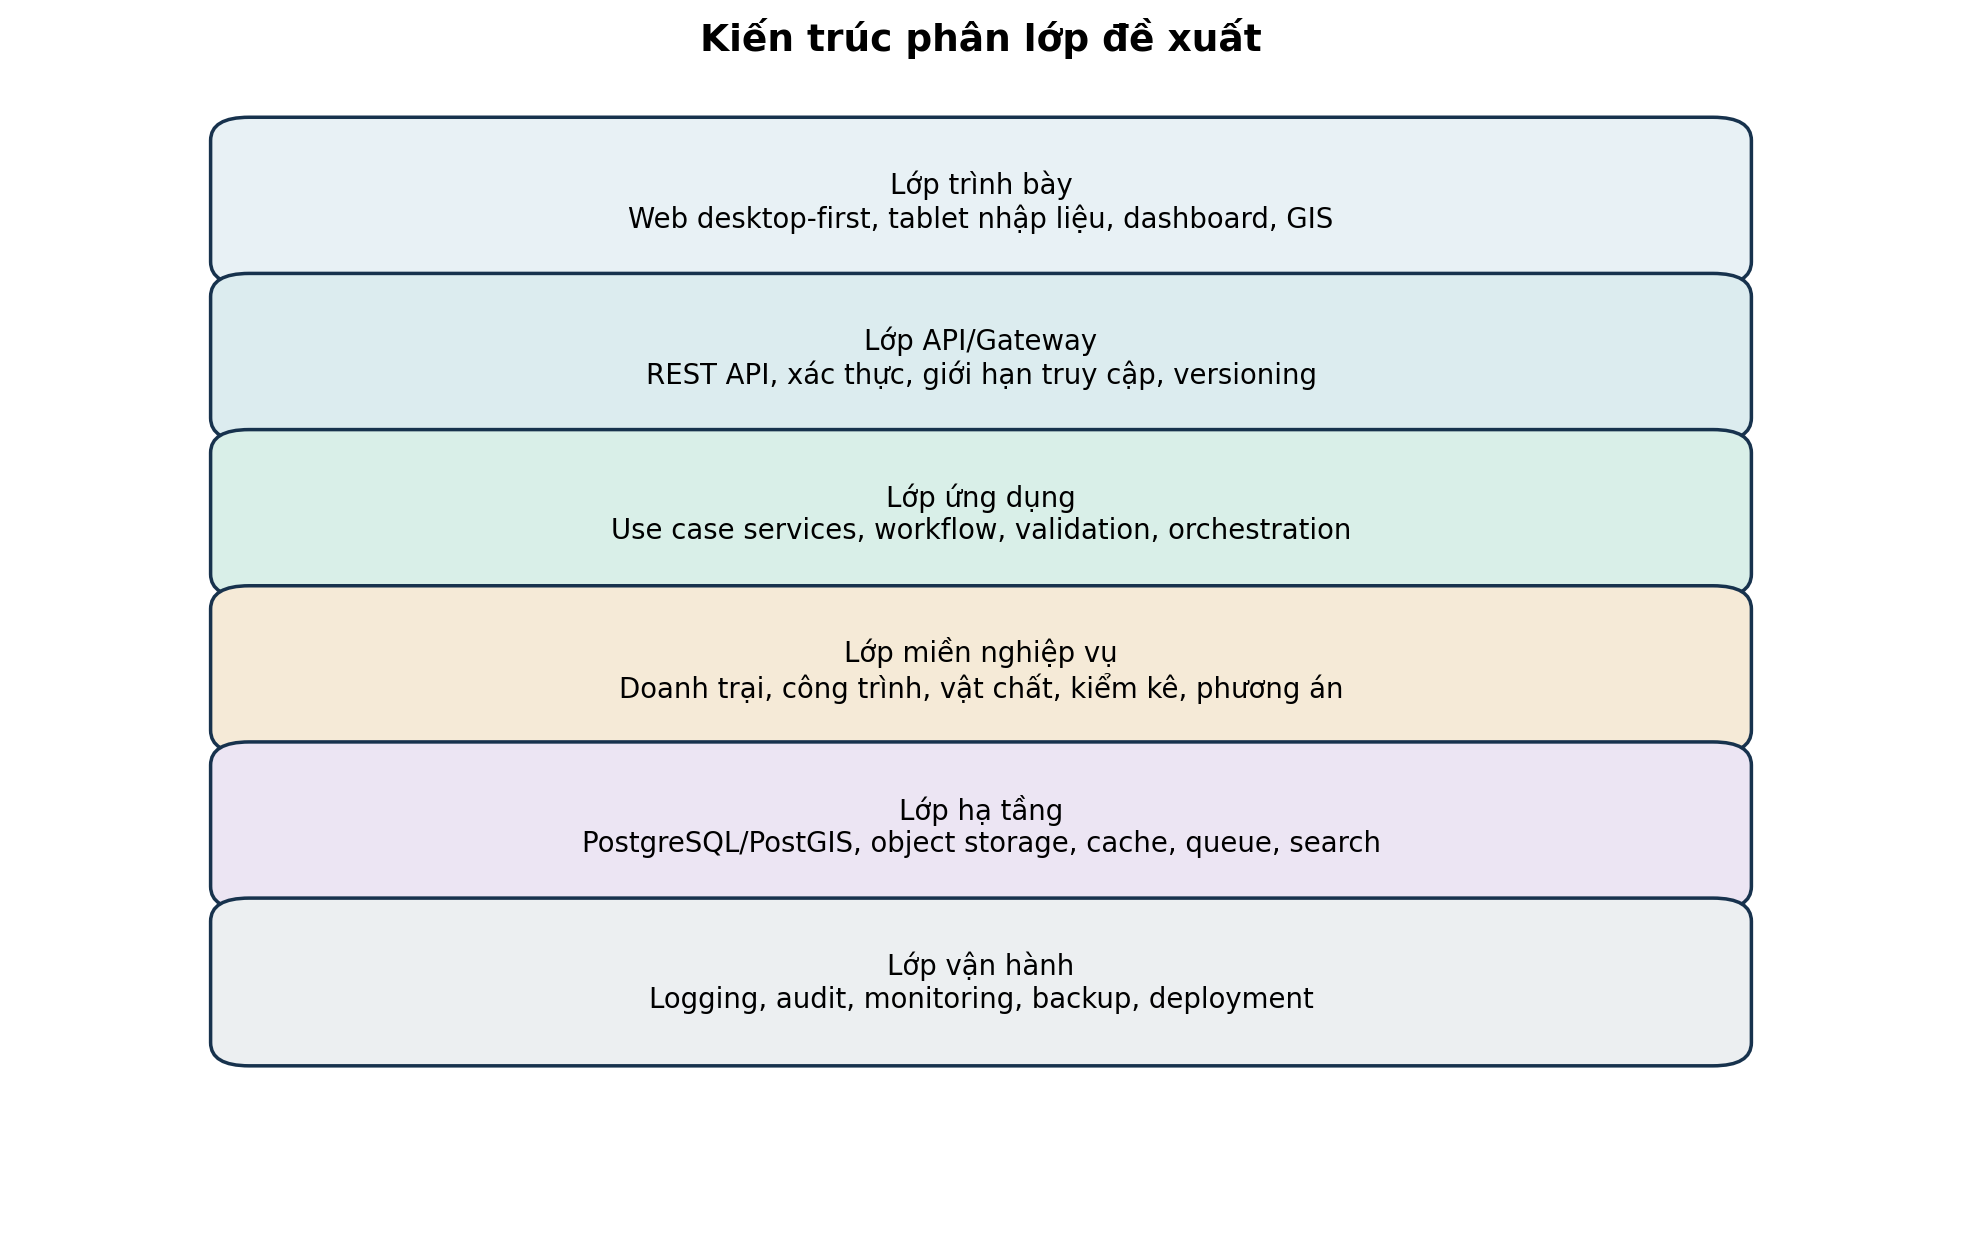 Kiến trúc phân lớp đề xuất
Lớp trình bày
Web desktop-first, tablet nhập liệu, dashboard, GIS
Lớp API/Gateway
REST API, xác thực, giới hạn truy cập, versioning
Lớp ứng dụng
Use case services, workflow, validation, orchestration
Lớp miền nghiệp vụ
Doanh trại, công trình, vật chất, kiểm kê, phương án
Lớp hạ tầng
PostgreSQL/PostGIS, object storage, cache, queue, search
Lớp vận hành
Logging, audit, monitoring, backup, deployment